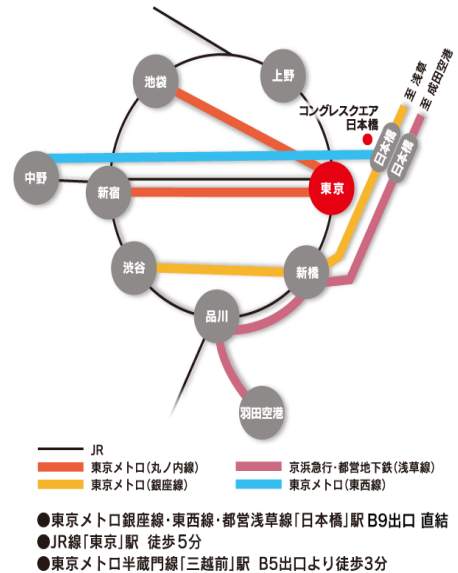 池袋
上野
コングレスクエア
日本橋
至 浅草
至 成田空港
日本橋
日本橋
中野
新宿
東京
渋谷
新橋
品川
羽田空港
JR
東京メトロ(丸ノ内線)
東京メトロ(銀座線)
京浜急行・都営地下鉄(浅草線)
東京メトロ(東西線)
●東京メトロ銀座線・東西線・都営浅草線「日本橋」駅 B9出口 直結
●JR線「東京」駅 徒歩5分
●東京メトロ半蔵門線「三越前」駅 B5出口より徒歩3分